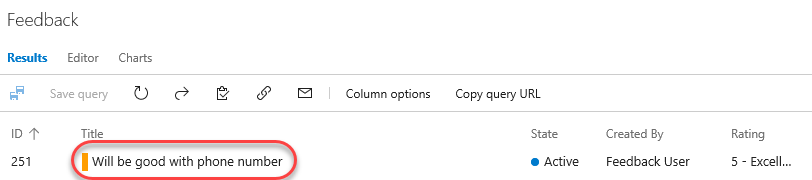 Feedback
Results Editor Charts
Save query Column options Copy query URL
ID Title State Created By Rating
251 Will be good with phone number Active Feedback User 5 - Excell...